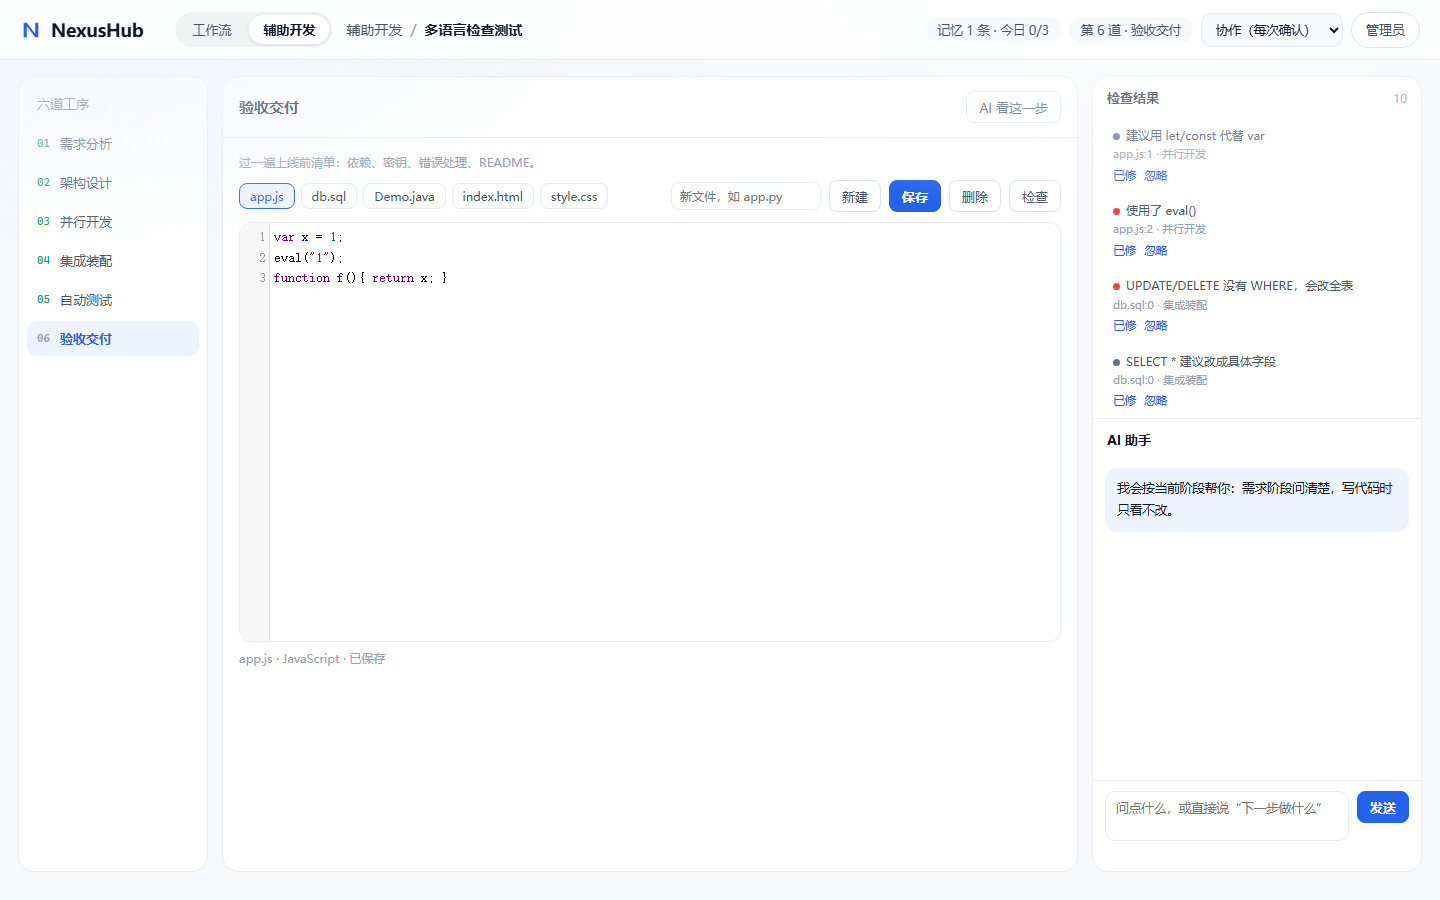 NexusHub
工作流
辅助开发
辅助开发 / 多语言检查测试
记忆 1 条 · 今日 0/3
第 6 道 · 验收交付
协作（每次确认）
管理员
六道工序
01 需求分析
02 架构设计
03 并行开发
04 集成装配
05 自动测试
06 验收交付
验收交付
AI 看这一步
过一遍上线前清单：依赖、密钥、错误处理、README。
app.js
db.sql
Demo.java
index.html
style.css
新文件，如 app.py
新建
保存
删除
检查
1 var x = 1;
2 eval("1");
3 function f(){ return x; }
app.js · JavaScript · 已保存
检查结果
10
建议用 let/const 代替 var
app.js:1 · 并行开发
已修 忽略
使用了 eval()
app.js:2 · 并行开发
已修 忽略
UPDATE/DELETE 没有 WHERE，会改全表
db.sql:0 · 集成装配
已修 忽略
SELECT * 建议改成具体字段
db.sql:0 · 集成装配
已修 忽略
AI 助手
我会按当前阶段帮你：需求阶段问清楚，写代码时
只看不改。
问点什么，或直接说“下一步做什么”
发送